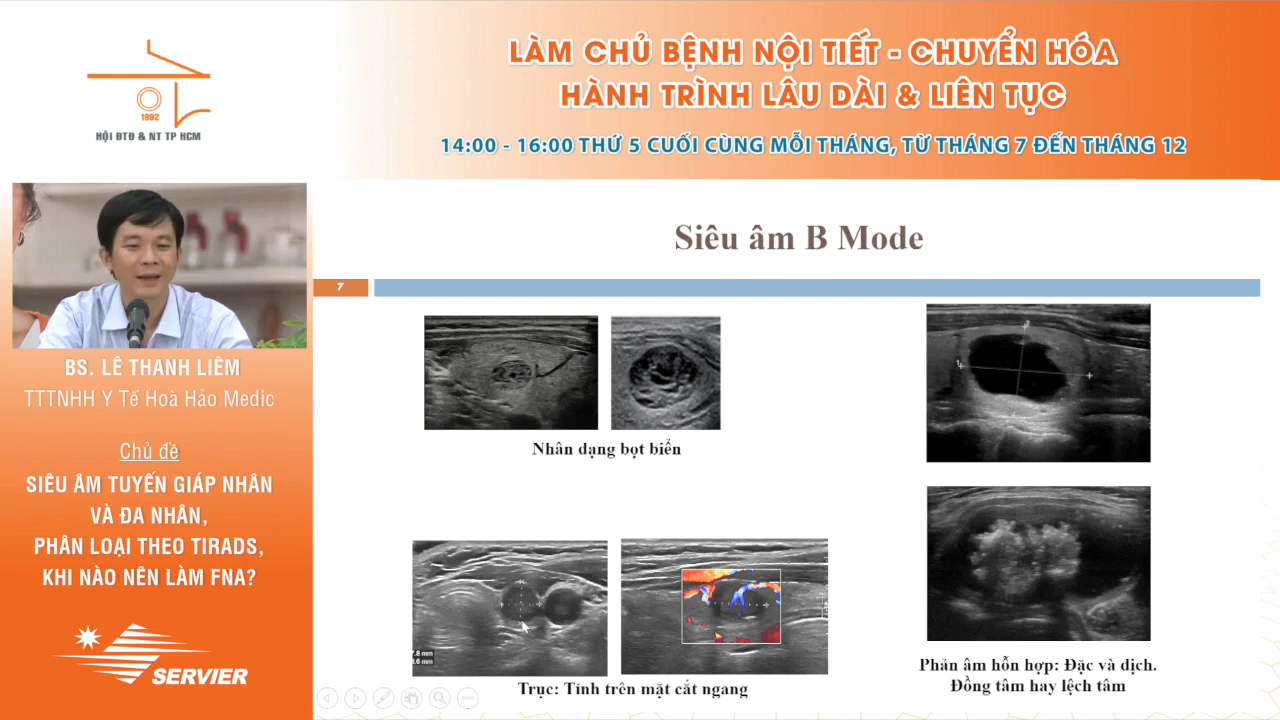 LÀM CHỦ BỆNH NỘI TIẾT - CHUYỂN HÓA
HÀNH TRÌNH LÂU DÀI & LIÊN TỤC
14:00 - 16:00 THỨ 5 CUỐI CÙNG MỖI THÁNG, TỪ THÁNG 7 ĐẾN THÁNG 12
1992
HỘI ĐTĐ & NT TP HCM
BS. LÊ THANH LIÊM
TTTNHH Y Tế Hoà Hảo Medic
Chủ đề
SIÊU ÂM TUYẾN GIÁP NHÂN
VÀ ĐA NHÂN,
PHÂN LOẠI THEO TIRADS,
KHI NÀO NÊN LÀM FNA?
SERVIER
Siêu âm B Mode
7
Nhân dạng bọt biển
Trục: Tính trên mặt cắt ngang
Phản âm hỗn hợp: Đặc và dịch.
Đồng tâm hay lệch tâm